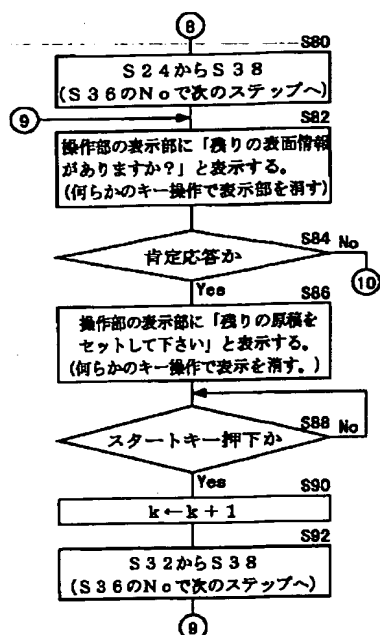 8
S80
S24からS38
(S36のNoで次のステップへ)
9
S82
操作部の表示部に「残りの表面情報
がありますか?」と表示する。
(何らかのキー操作で表示部を消す)
S84
No
肯定応答か
10
Yes
S86
操作部の表示部に「残りの原稿を
セットして下さい」と表示する。
(何らかのキー操作で表示を消す。)
S88
No
スタートキー押下か
Yes
S90
k←k+1
S92
S32からS38
(S36のNoで次のステップへ)
9